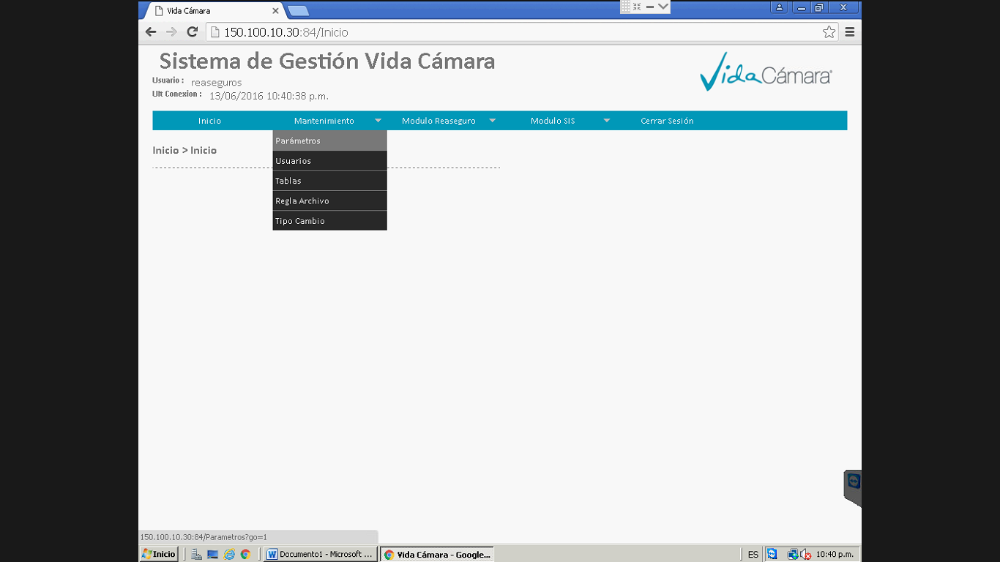 Vida Cámara
150.100.10.30:84/Inicio
Sistema de Gestión Vida Cámara
Usuario : reaseguros
Ult Conexion : 13/06/2016 10:40:38 p.m.
VidaCámara®
Inicio Mantenimiento Modulo Reaseguro Modulo SIS Cerrar Sesión
Parámetros
Inicio > Inicio
Usuarios
Tablas
Regla Archivo
Tipo Cambio
150.100.10.30:84/Parametros?go=1
Inicio Documento1 - Microsoft ... Vida Cámara - Google... ES 10:40 p.m.